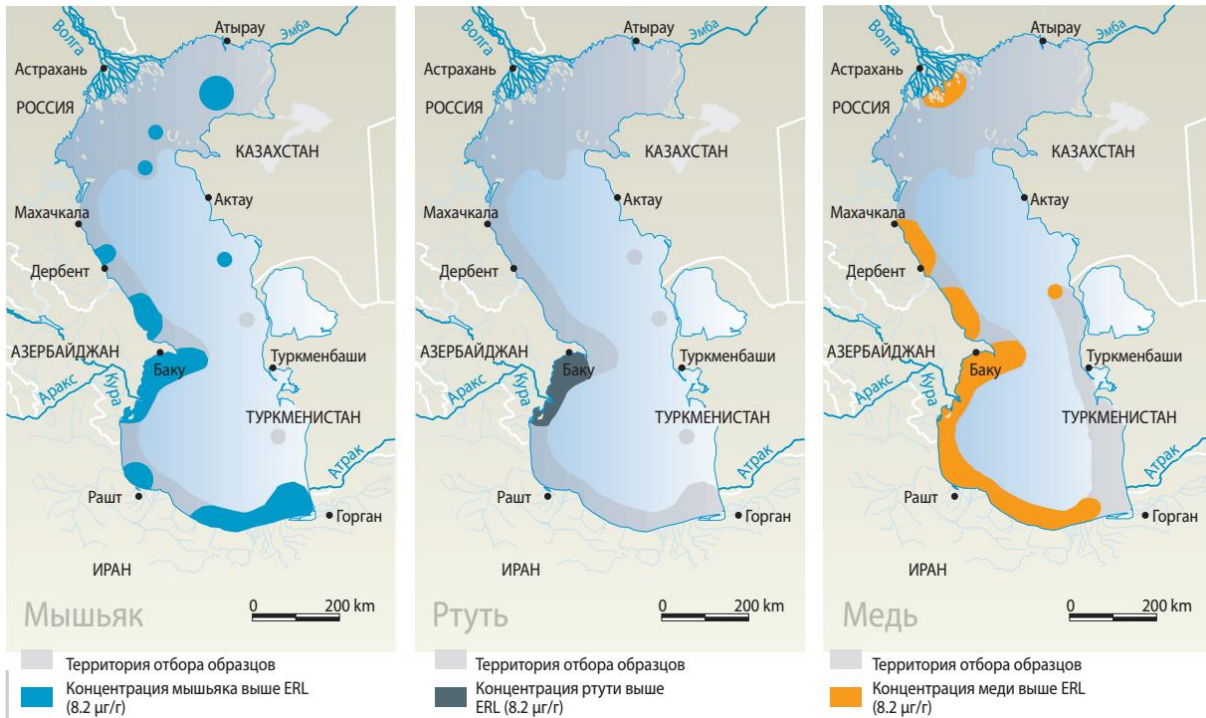 Волга
Атырау
Эмба
Астрахань
РОССИЯ
КАЗАХСТАН
Актау
Махачкала
Дербент
АЗЕРБАЙДЖАН
Баку
Туркменбаши
Аракс
Кура
ТУРКМЕНИСТАН
Атрак
Рашт
Горган
ИРАН
Мышьяк
0 200 km
Территория отбора образцов
Концентрация мышьяка выше ERL
(8.2 µг/г)
Волга
Атырау
Эмба
Астрахань
РОССИЯ
КАЗАХСТАН
Актау
Махачкала
Дербент
АЗЕРБАЙДЖАН
Баку
Туркменбаши
Аракс
Кура
ТУРКМЕНИСТАН
Атрак
Рашт
Горган
ИРАН
Ртуть
0 200 km
Территория отбора образцов
Концентрация ртути выше
ERL (8.2 µг/г)
Волга
Атырау
Эмба
Астрахань
РОССИЯ
КАЗАХСТАН
Актау
Махачкала
Дербент
АЗЕРБАЙДЖАН
Баку
Туркменбаши
Аракс
Кура
ТУРКМЕНИСТАН
Атрак
Рашт
Горган
ИРАН
Медь
0 200 km
Территория отбора образцов
Концентрация меди выше ERL
(8.2 µг/г)